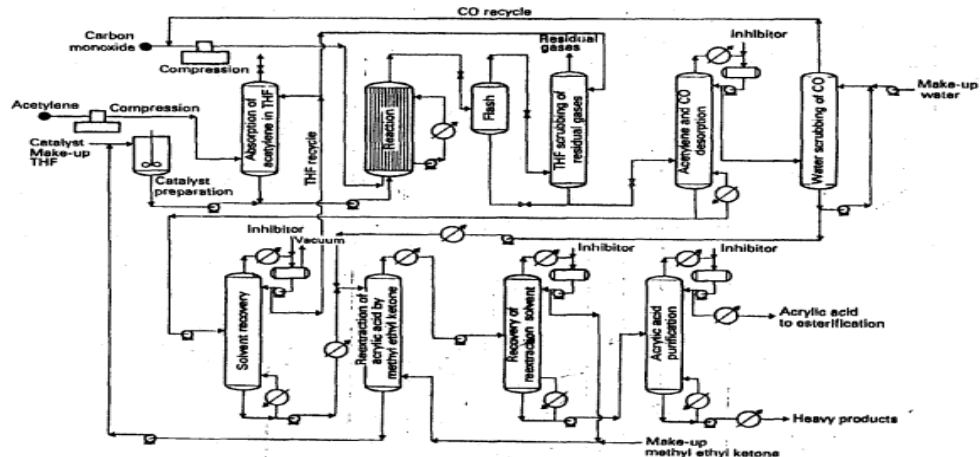 CO recycle
Carbon
monoxide
Compression
Residual
gases
Inhibitor
Make-up
water
Acetylene
Compression
Catalyst
Make-up
THF
Catalyst
preparation
Absorption of
acetylene in THF
THF recycle
Reaction
Flash
THF scrubbing of
residual gases
Acetylene and CO
desorption
Water scrubbing of CO
Inhibitor
Vacuum
Inhibitor
Inhibitor
Solvent recovery
Reextraction of
acrylic acid by
methyl ethyl ketone
Recovery of
reextraction solvent
Acrylic acid
purification
Acrylic acid
to esterification
Heavy products
Make-up
methyl ethyl ketone